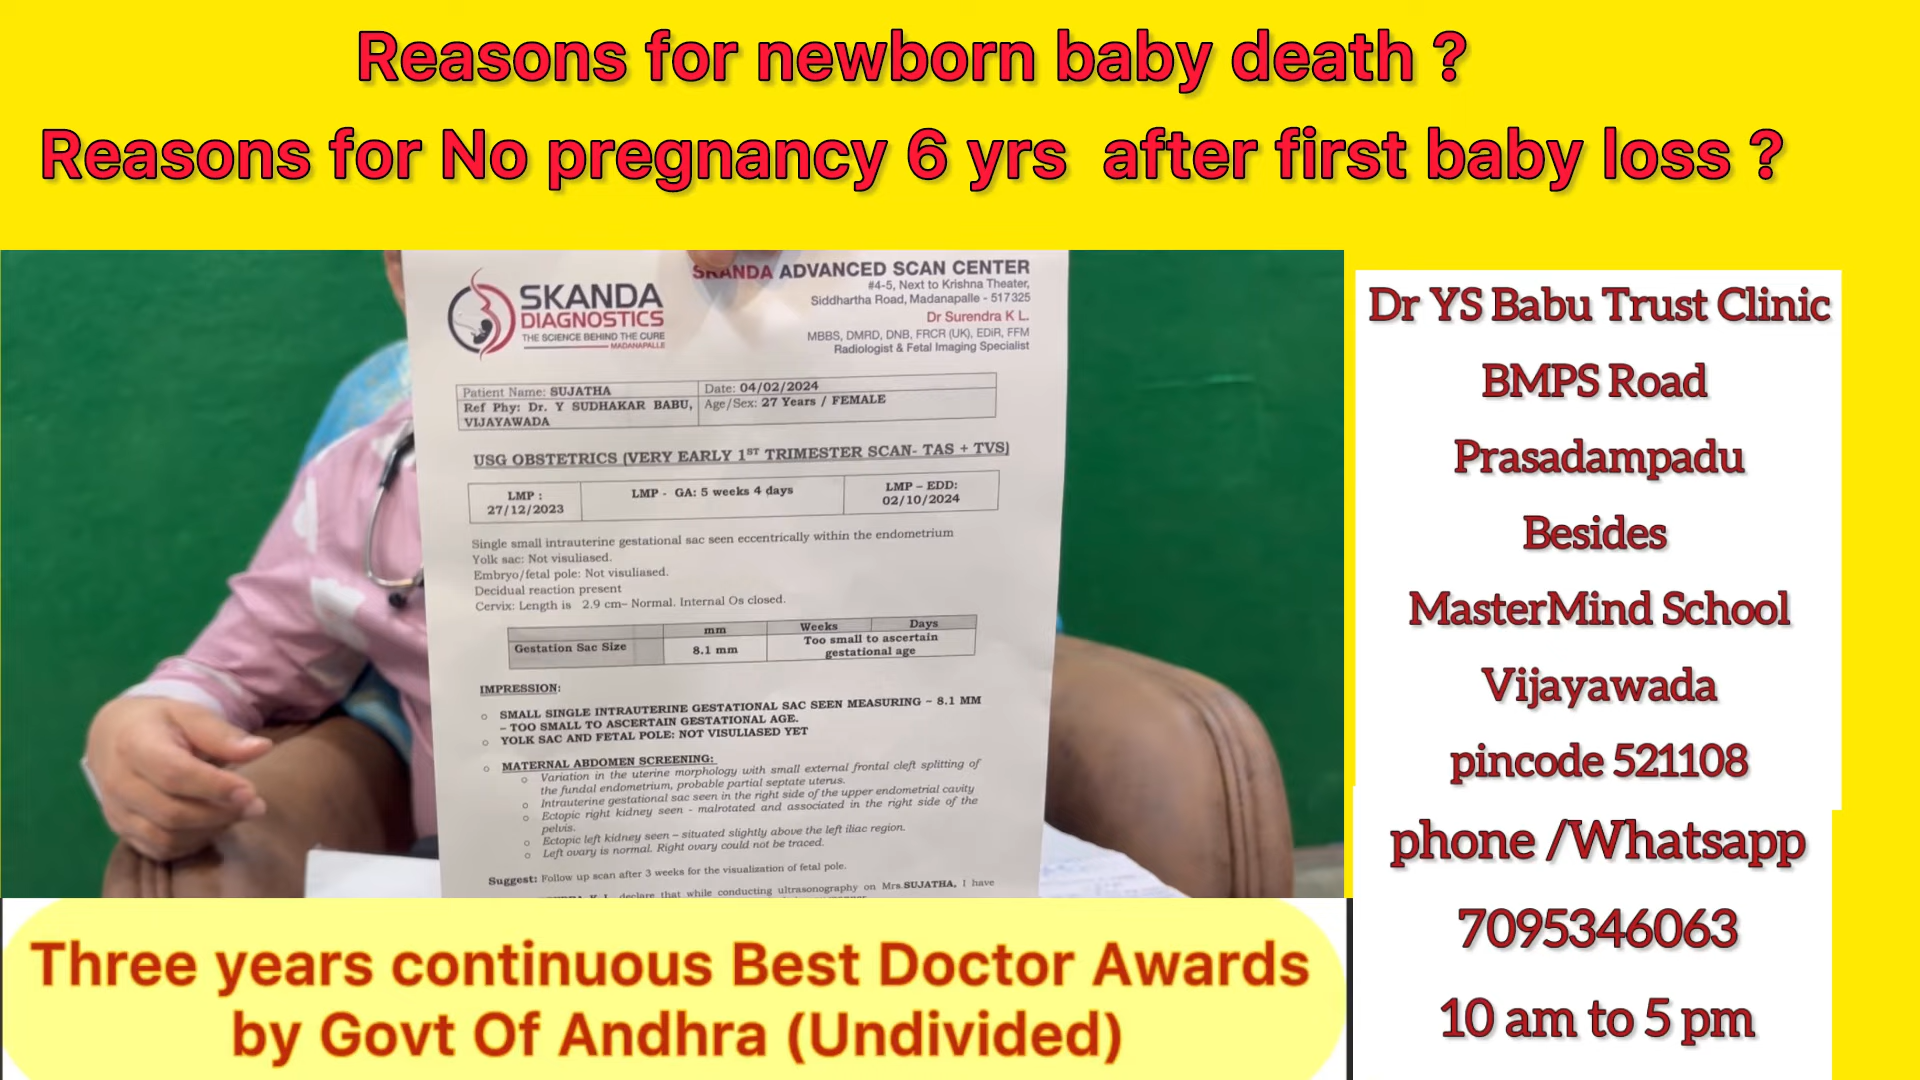 Reasons for newborn baby death ?
Reasons for No pregnancy 6 yrs after first baby loss ?
SKANDA
DIAGNOSTICS
THE SCIENCE BEHIND THE CURE
MADANAPALLE
SKANDA ADVANCED SCAN CENTER
#4-5, Next to Krishna Theater,
Siddhartha Road, Madanapalle - 517325
Dr Surendra K L.
MBBS, DMRD, DNB, FRCR (UK), EDiR, FFM
Radiologist & Fetal Imaging Specialist
Patient Name: SUJATHA
Date: 04/02/2024
Ref Phy: Dr. Y SUDHAKAR BABU,
VIJAYAWADA
Age/Sex: 27 Years / FEMALE
USG OBSTETRICS (VERY EARLY 1ST TRIMESTER SCAN- TAS + TVS)
LMP :
27/12/2023
LMP - GA: 5 weeks 4 days
LMP – EDD:
02/10/2024
Single small intrauterine gestational sac seen eccentrically within the endometrium
Yolk sac: Not visuliased.
Embryo/fetal pole: Not visuliased.
Decidual reaction present
Cervix: Length is 2.9 cm– Normal. Internal Os closed.
mm Weeks Days
Gestation Sac Size 8.1 mm Too small to ascertain
gestational age
IMPRESSION:
SMALL SINGLE INTRAUTERINE GESTATIONAL SAC SEEN MEASURING – 8.1 MM
– TOO SMALL TO ASCERTAIN GESTATIONAL AGE.
YOLK SAC AND FETAL POLE: NOT VISULIASED YET
MATERNAL ABDOMEN SCREENING:
Variation in the uterine morphology with small external frontal cleft splitting of
the fundal endometrium, probable partial septate uterus.
Intrauterine gestational sac seen in the right side of the upper endometrial cavity
Ectopic right kidney seen - malrotated and associated in the right side of the
pelvis.
Ectopic left kidney seen – situated slightly above the left iliac region.
Left ovary is normal. Right ovary could not be traced.
Suggest: Follow up scan after 3 weeks for the visualization of fetal pole.
declare that while conducting ultrasonography on Mrs.SUJATHA, I have
Three years continuous Best Doctor Awards
by Govt Of Andhra (Undivided)
Dr YS Babu Trust Clinic
BMPS Road
Prasadampadu
Besides
MasterMind School
Vijayawada
pincode 521108
phone /Whatsapp
7095346063
10 am to 5 pm